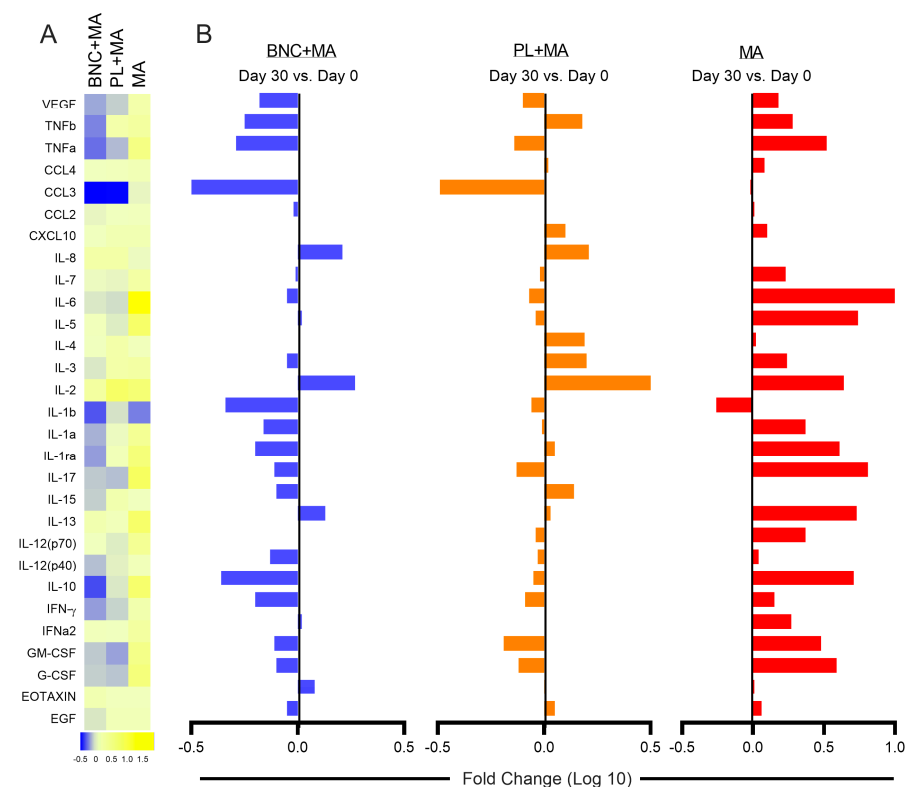 A
BNC+MA
PL+MA
MA
B
BNC+MA
Day 30 vs. Day 0
PL+MA
Day 30 vs. Day 0
MA
Day 30 vs. Day 0
VEGF
TNFb
TNFa
CCL4
CCL3
CCL2
CXCL10
IL-8
IL-7
IL-6
IL-5
IL-4
IL-3
IL-2
IL-1b
IL-1a
IL-1ra
IL-17
IL-15
IL-13
IL-12(p70)
IL-12(p40)
IL-10
IFN-γ
IFNa2
GM-CSF
G-CSF
EOTAXIN
EGF
-0.5 0 0.5 1.0 1.5
-0.5 0.0 0.5
-0.5 0.0 0.5
-0.5 0.0 0.5 1.0
Fold Change (Log 10)